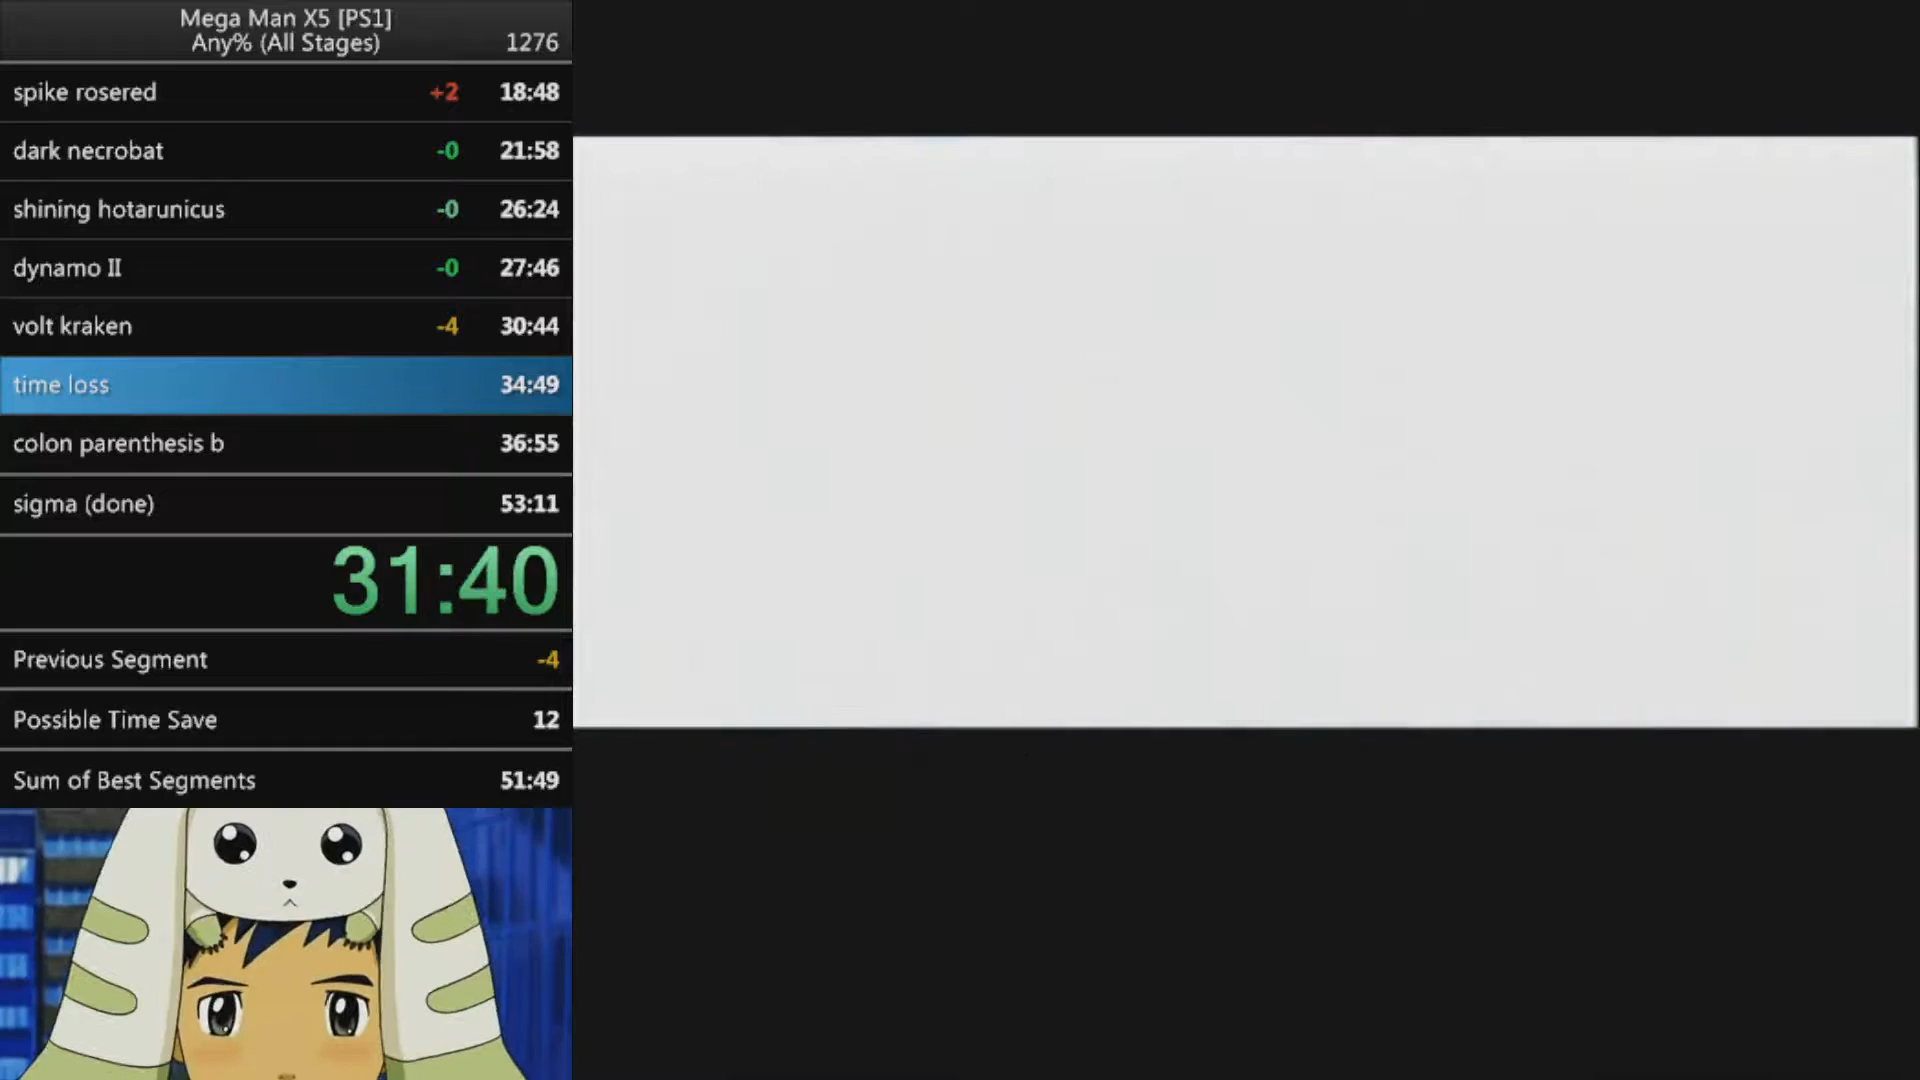 Mega Man X5 [PS1]
Any% (All Stages) 1276
spike rosered +2 18:48
dark necrobat -0 21:58
shining hotarunicus -0 26:24
dynamo II -0 27:46
volt kraken -4 30:44
time loss 34:49
colon parenthesis b 36:55
sigma (done) 53:11
31:40
Previous Segment -4
Possible Time Save 12
Sum of Best Segments 51:49